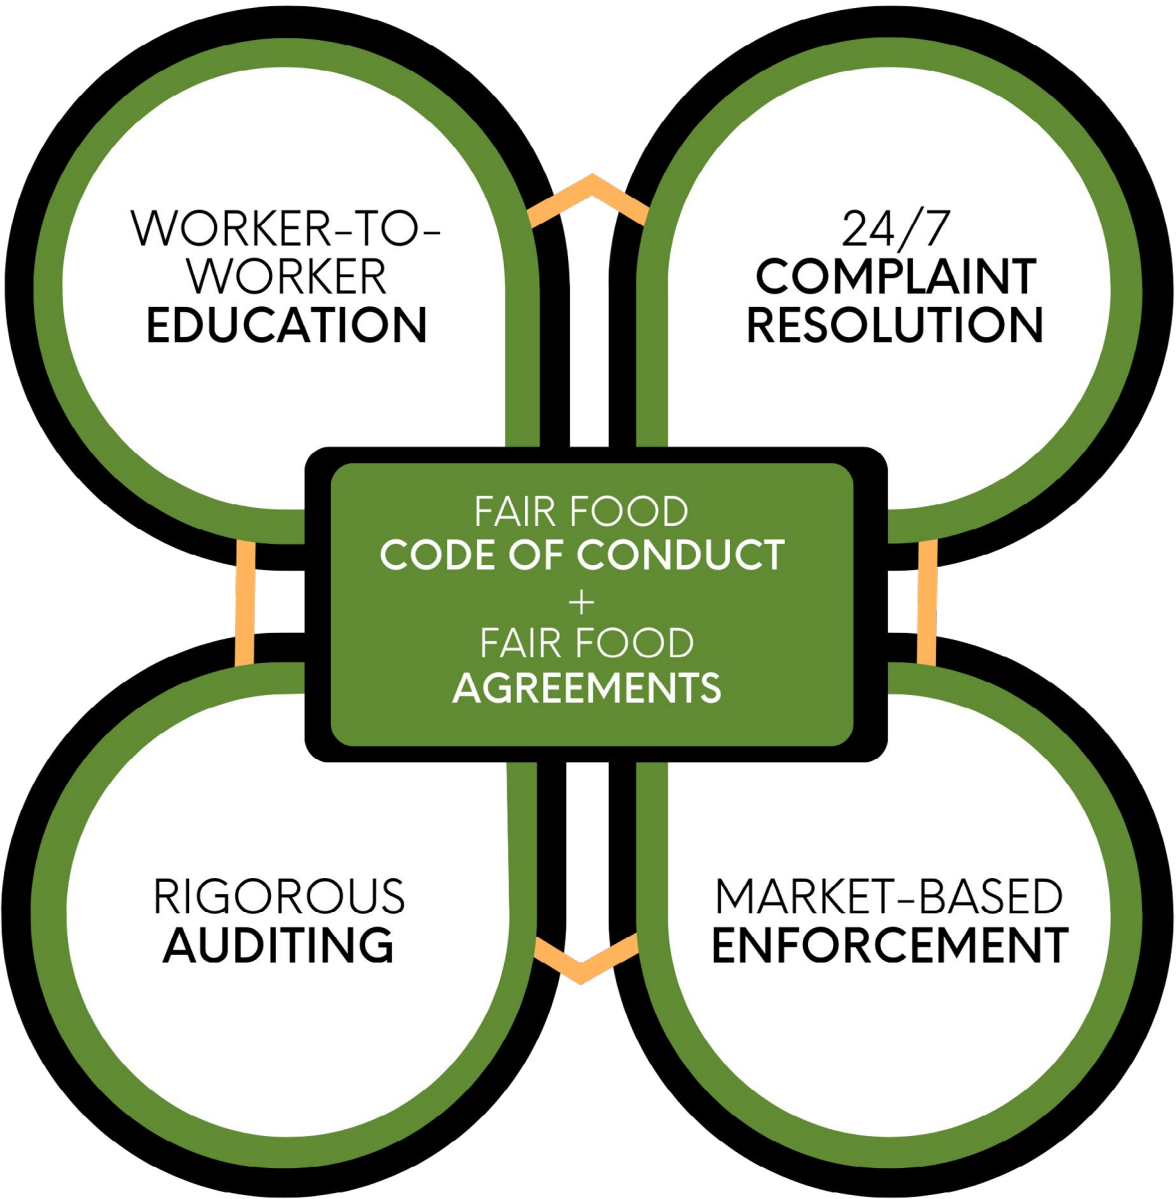 WORKER-TO-
WORKER
EDUCATION
24/7
COMPLAINT
RESOLUTION
FAIR FOOD
CODE OF CONDUCT
+
FAIR FOOD
AGREEMENTS
RIGOROUS
AUDITING
MARKET-BASED
ENFORCEMENT